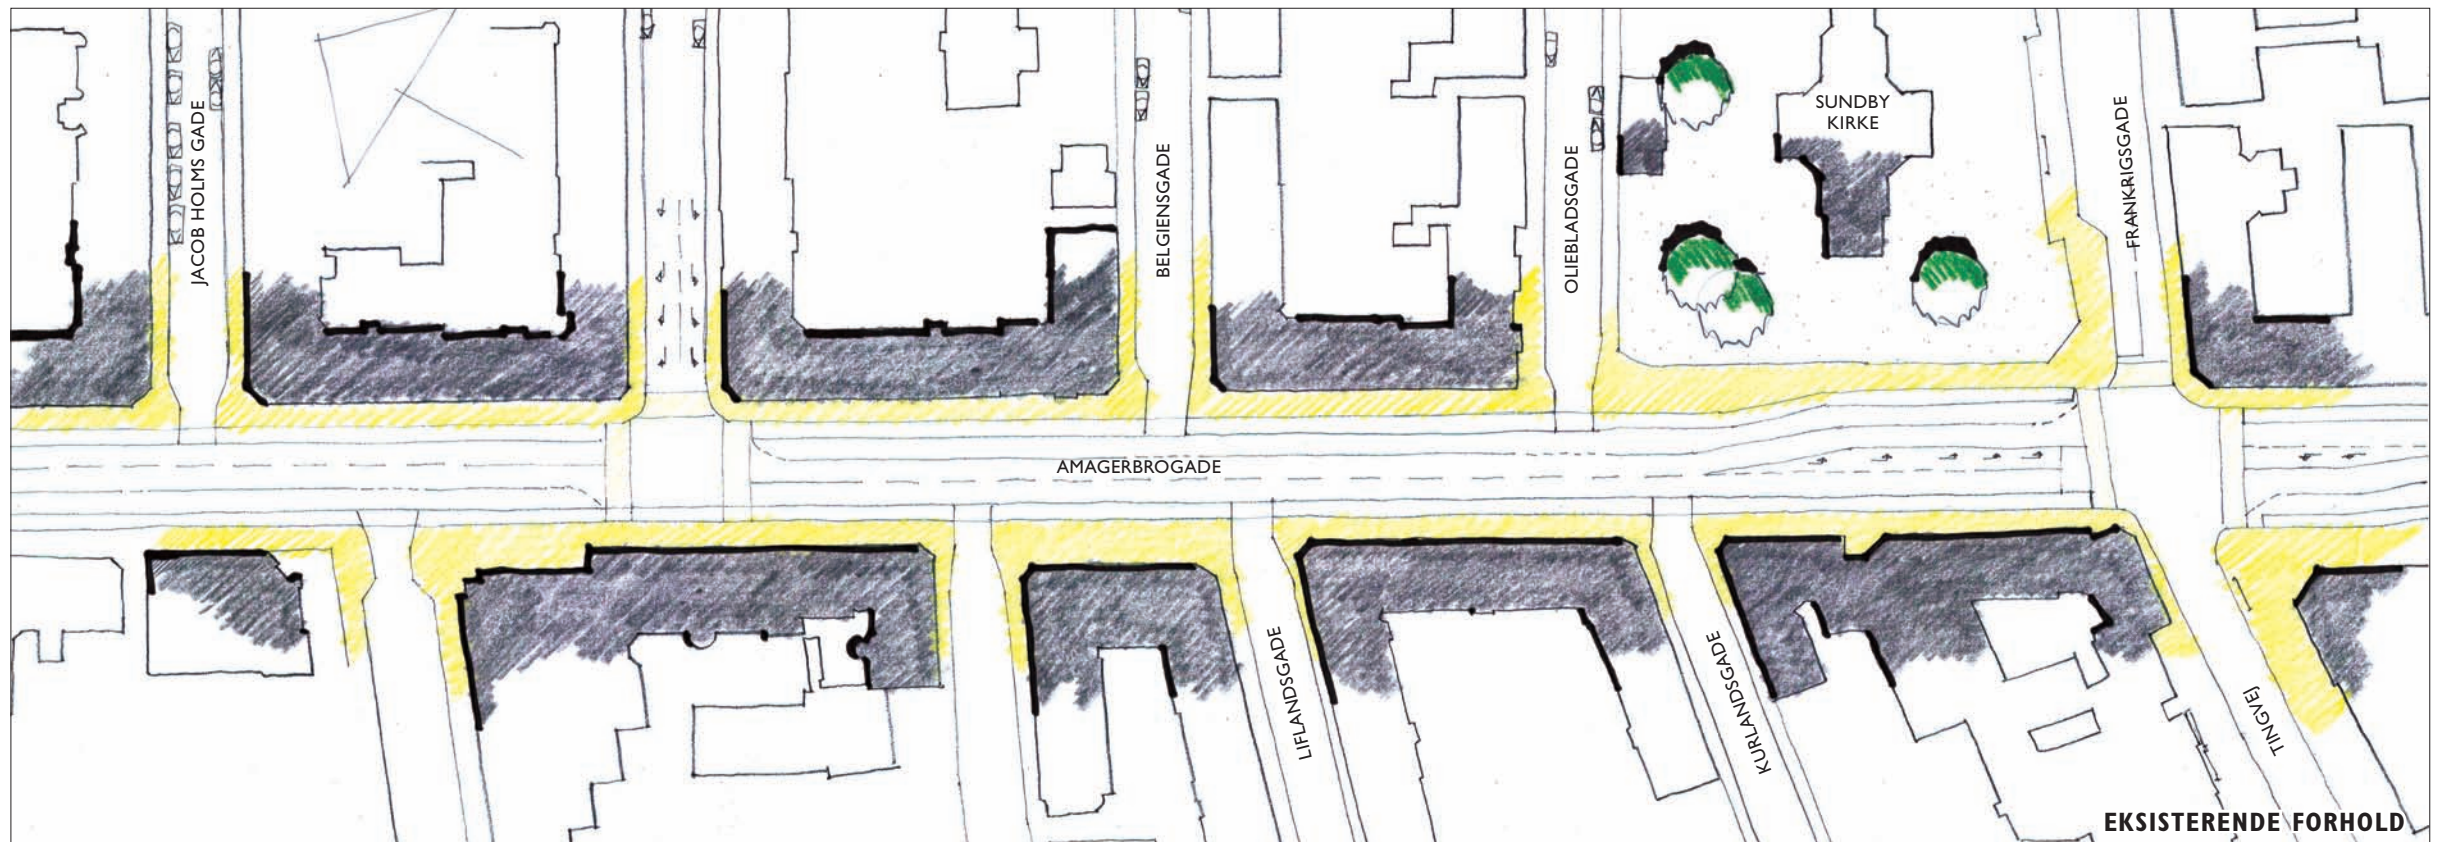 JACOB HOLMS GADE
BELGIENSGADE
OLIEBLADSGADE
SUNDBY
KIRKE
FRANKRIGSGADE
AMAGERBROGADE
LIFLANDSGADE
KURLANDSGADE
TINGVEJ
EKSISTERENDE FORHOLD